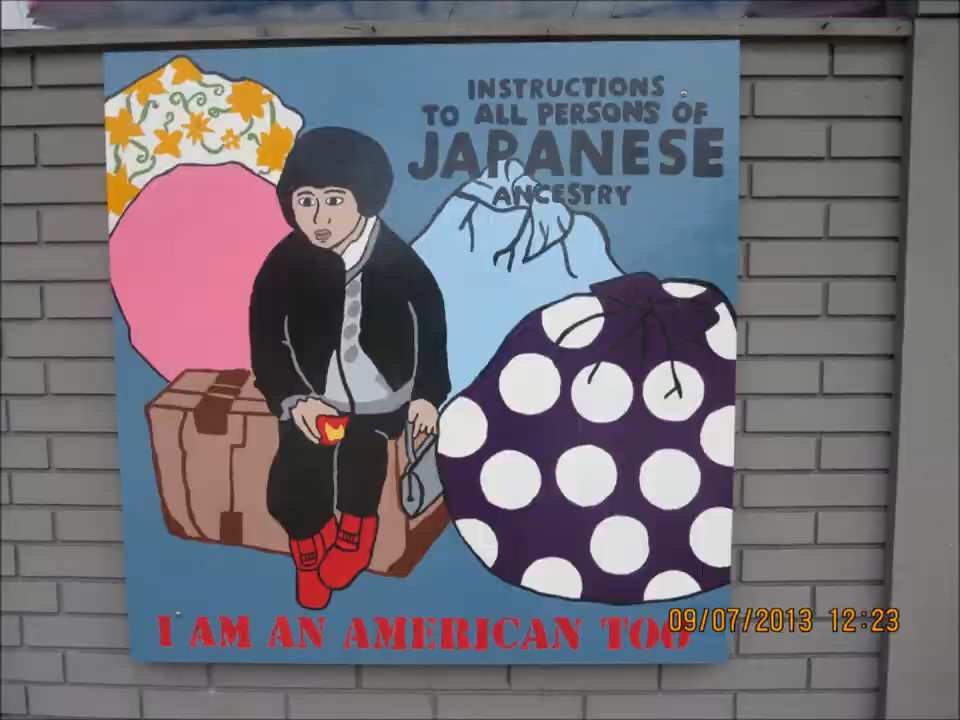 INSTRUCTIONS
TO ALL PERSONS OF
JAPANESE
ANCESTRY
I AM AN AMERICAN TOO
09/07/2013 12:23